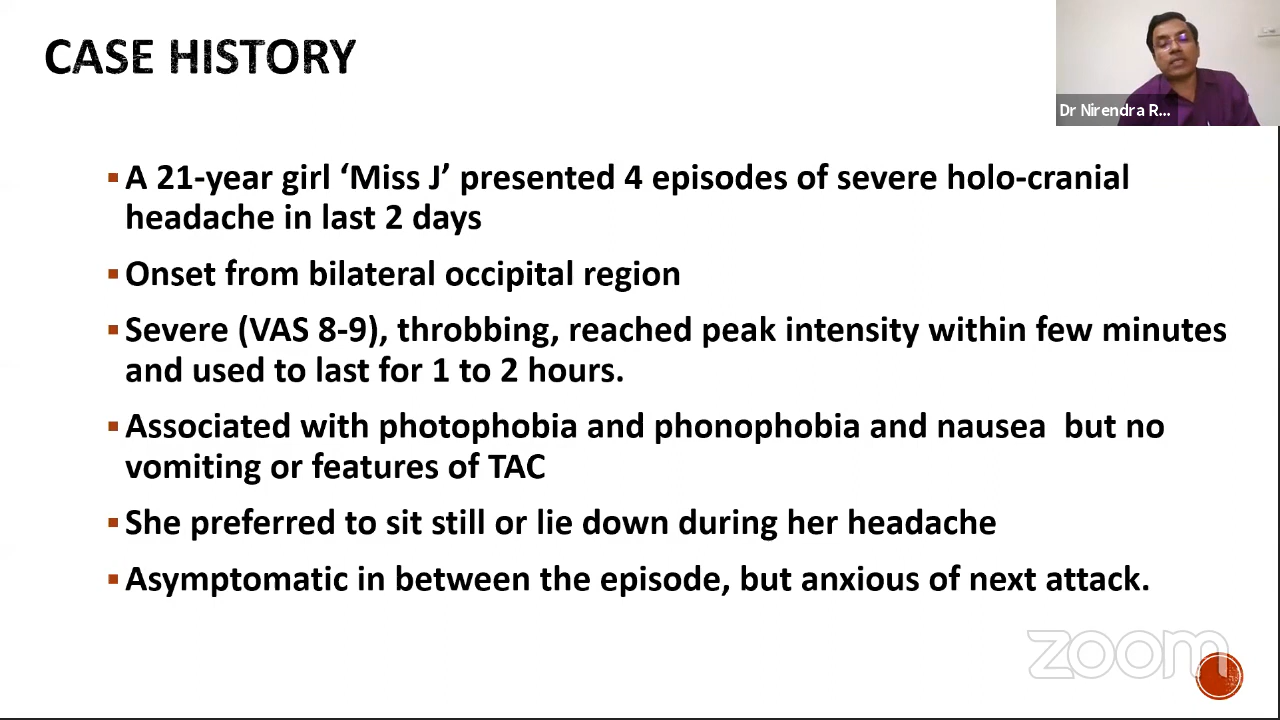 CASE HISTORY
Dr Nirendra R...
▪ A 21-year girl ‘Miss J’ presented 4 episodes of severe holo-cranial
headache in last 2 days
▪ Onset from bilateral occipital region
▪ Severe (VAS 8-9), throbbing, reached peak intensity within few minutes
and used to last for 1 to 2 hours.
▪ Associated with photophobia and phonophobia and nausea but no
vomiting or features of TAC
▪ She preferred to sit still or lie down during her headache
▪ Asymptomatic in between the episode, but anxious of next attack.
zoom